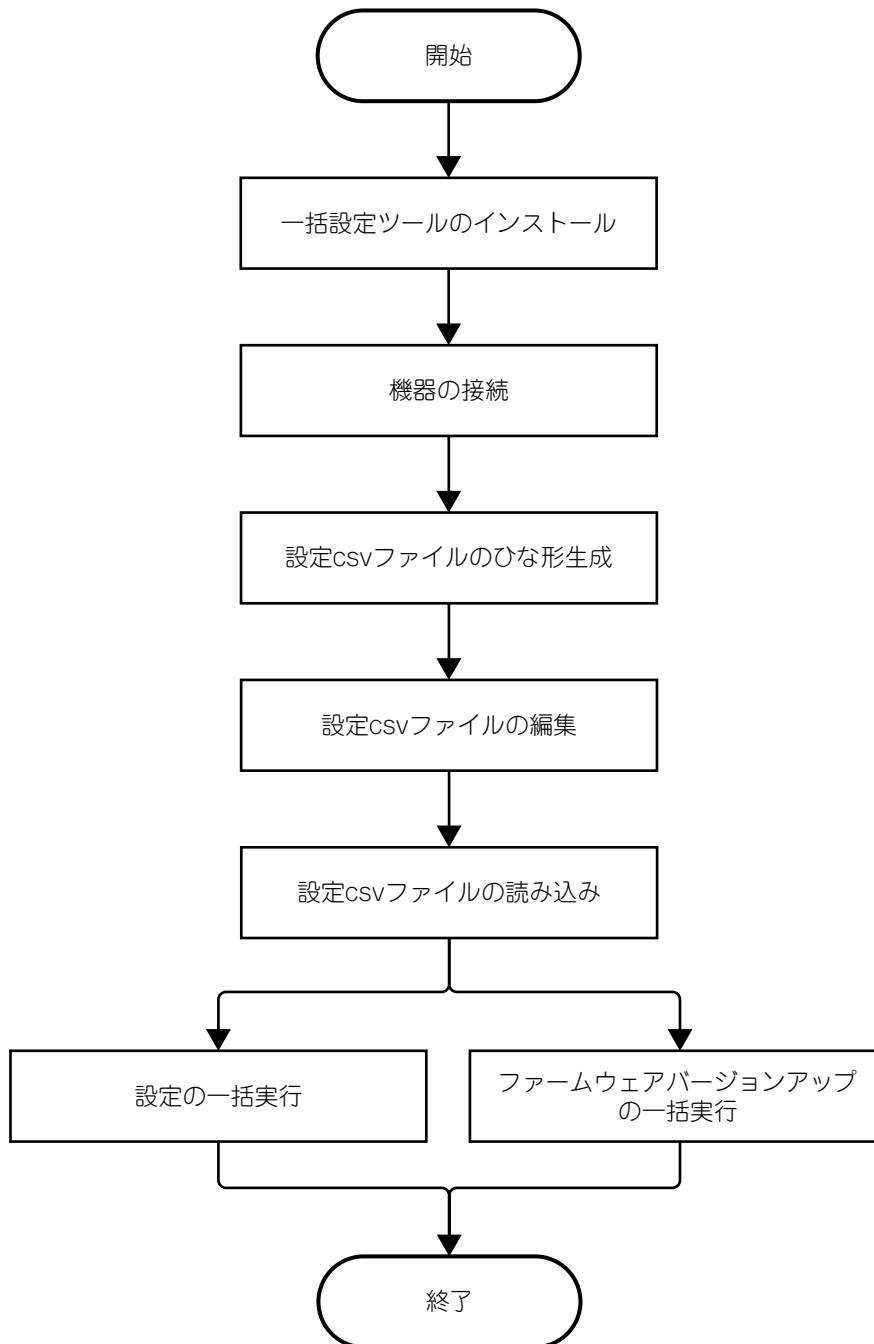 開始
一括設定ツールのインストール
機器の接続
設定csvファイルのひな形生成
設定csvファイルの編集
設定csvファイルの読み込み
設定の一括実行
ファームウェアバージョンアップ
の一括実行
終了